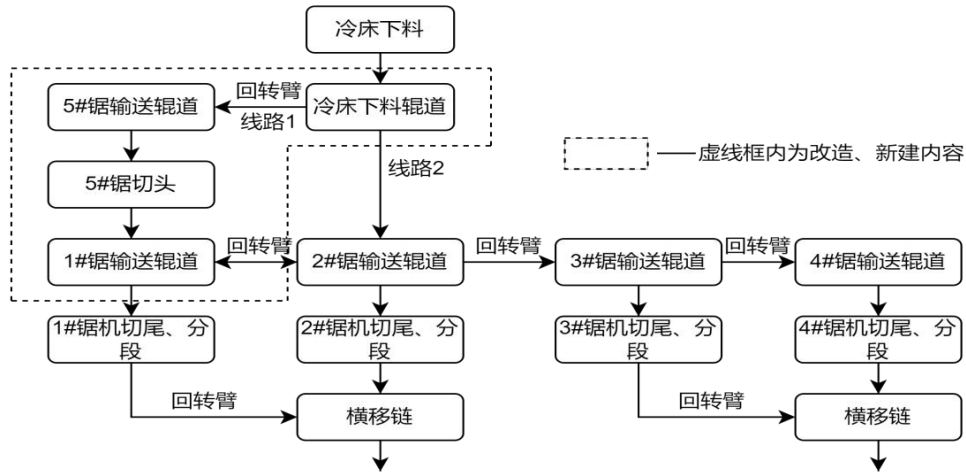 冷床下料
5#锯输送辊道
回转臂
线路1
冷床下料辊道
虚线框内为改造、新建内容
线路2
5#锯切头
1#锯输送辊道
回转臂
2#锯输送辊道
回转臂
3#锯输送辊道
回转臂
4#锯输送辊道
1#锯机切尾、分
段
2#锯机切尾、分
段
3#锯机切尾、分
段
4#锯机切尾、分
段
回转臂
横移链
回转臂
横移链